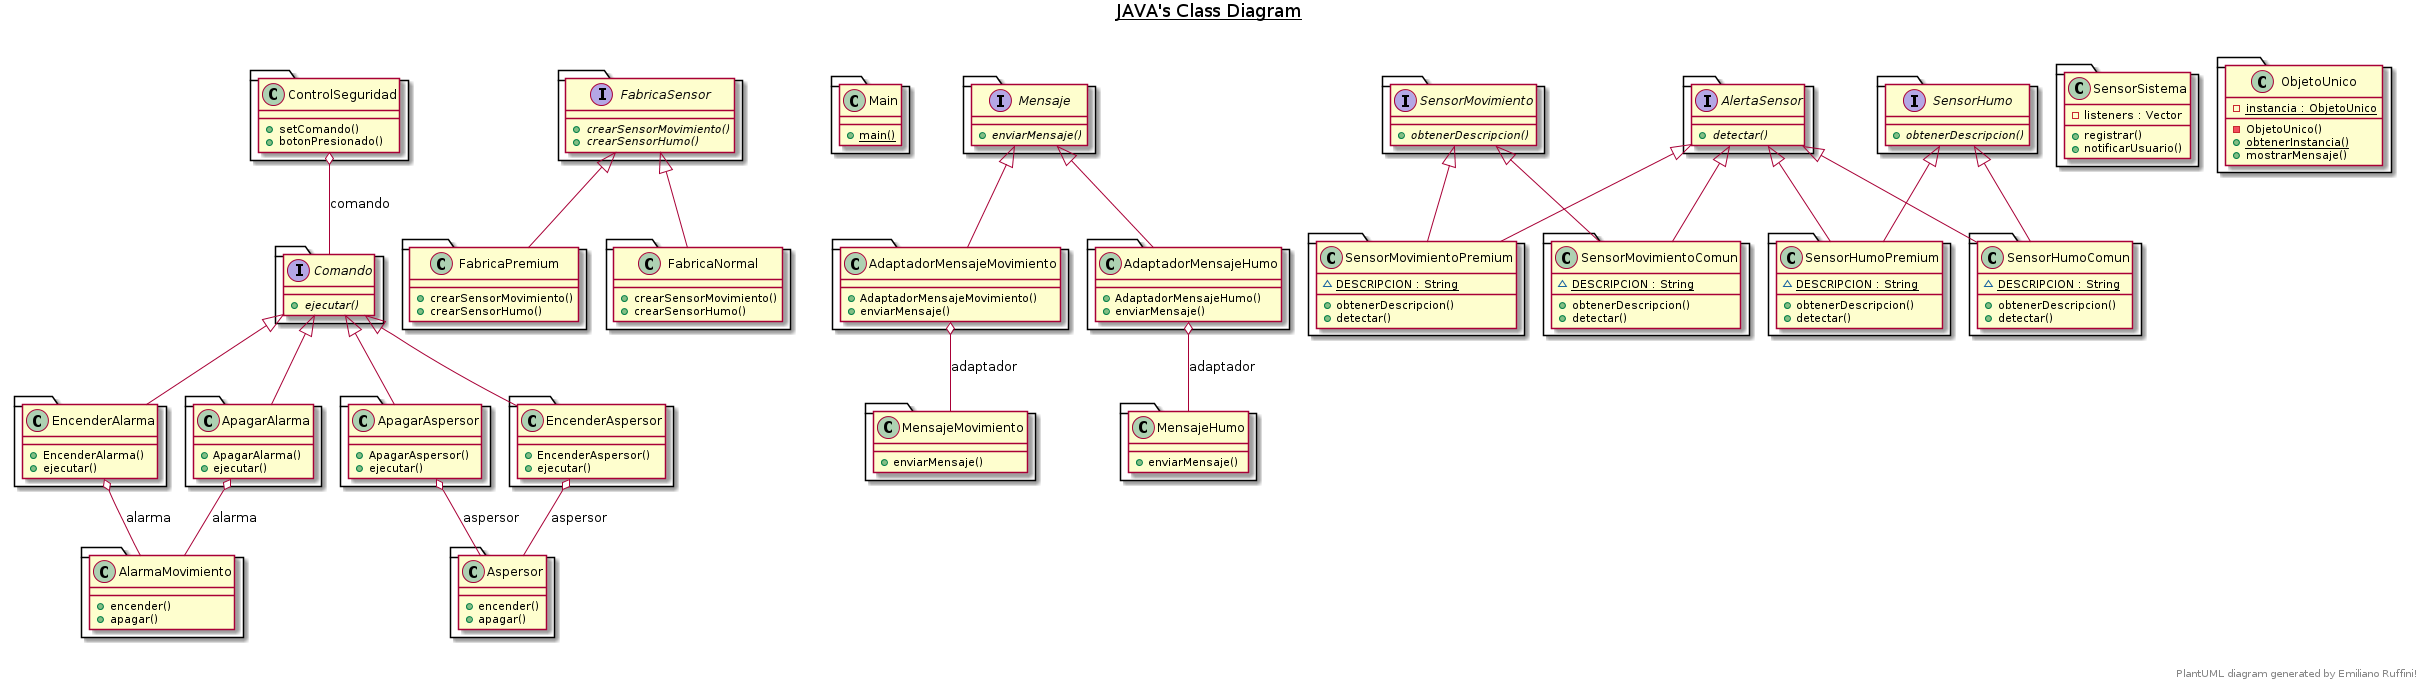 JAVA's Class Diagram
C ControlSeguridad
setComando()
botonPresionado()
I FabricaSensor
crearSensorMovimiento()
crearSensorHumo()
C Main
main()
I Mensaje
enviarMensaje()
I SensorMovimiento
obtenerDescripcion()
I AlertaSensor
detectar()
I SensorHumo
obtenerDescripcion()
C SensorSistema
listeners : Vector
registrar()
notificarUsuario()
C ObjetoUnico
instancia : ObjetoUnico
ObjetoUnico()
obtenerInstancia()
mostrarMensaje()
comando
I Comando
ejecutar()
C FabricaPremium
crearSensorMovimiento()
crearSensorHumo()
C FabricaNormal
crearSensorMovimiento()
crearSensorHumo()
C AdaptadorMensajeMovimiento
AdaptadorMensajeMovimiento()
enviarMensaje()
C AdaptadorMensajeHumo
AdaptadorMensajeHumo()
enviarMensaje()
C SensorMovimientoPremium
DESCRIPCION : String
obtenerDescripcion()
detectar()
C SensorMovimientoComun
DESCRIPCION : String
obtenerDescripcion()
detectar()
C SensorHumoPremium
DESCRIPCION : String
obtenerDescripcion()
detectar()
C SensorHumoComun
DESCRIPCION : String
obtenerDescripcion()
detectar()
adaptador
adaptador
C EncenderAlarma
EncenderAlarma()
ejecutar()
C ApagarAlarma
ApagarAlarma()
ejecutar()
C ApagarAspersor
ApagarAspersor()
ejecutar()
C EncenderAspersor
EncenderAspersor()
ejecutar()
C MensajeMovimiento
enviarMensaje()
C MensajeHumo
enviarMensaje()
alarma
alarma
aspersor
aspersor
C AlarmaMovimiento
encender()
apagar()
C Aspersor
encender()
apagar()
PlantUML diagram generated by Emiliano Ruffini!